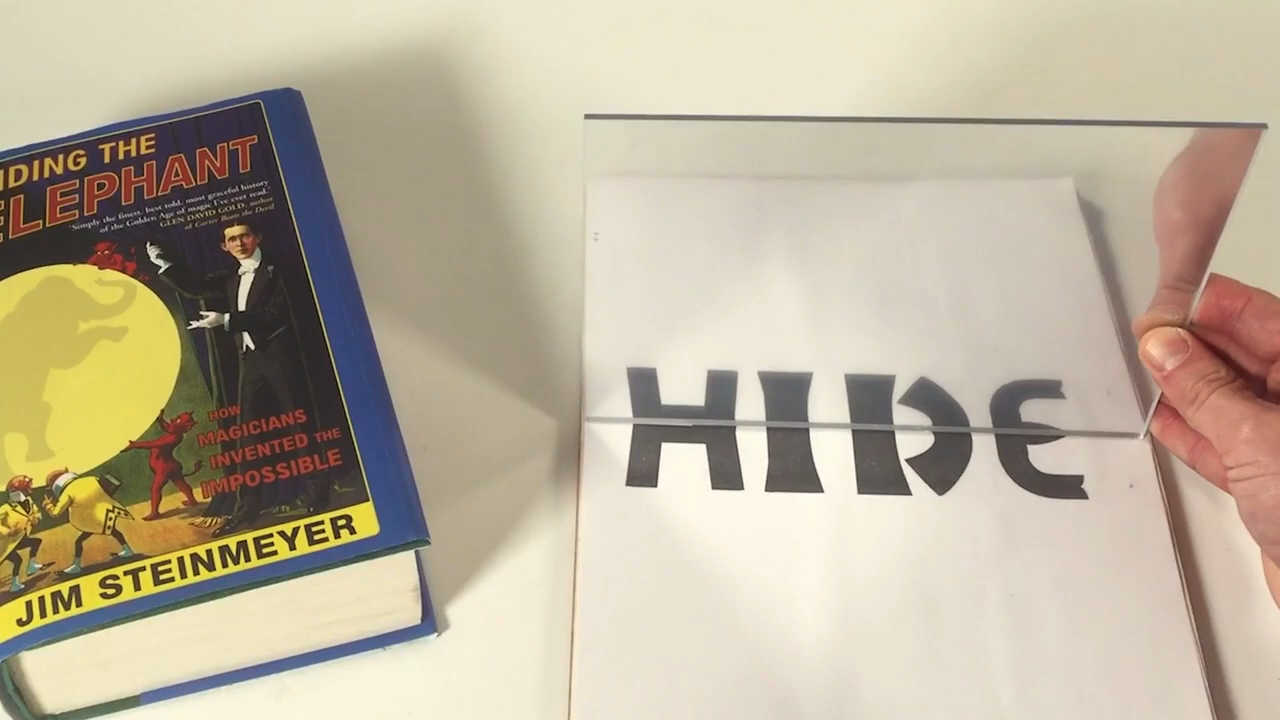 IDING THE
ELEPHANT
"Simply the finest, best told, most graceful history
of the Golden Age of magic I've ever read."
GLEN DAVID GOLD, author
of Carter Beats the Devil
HOW
MAGICIANS
INVENTED THE
IMPOSSIBLE
JIM STEINMEYER
HIDE